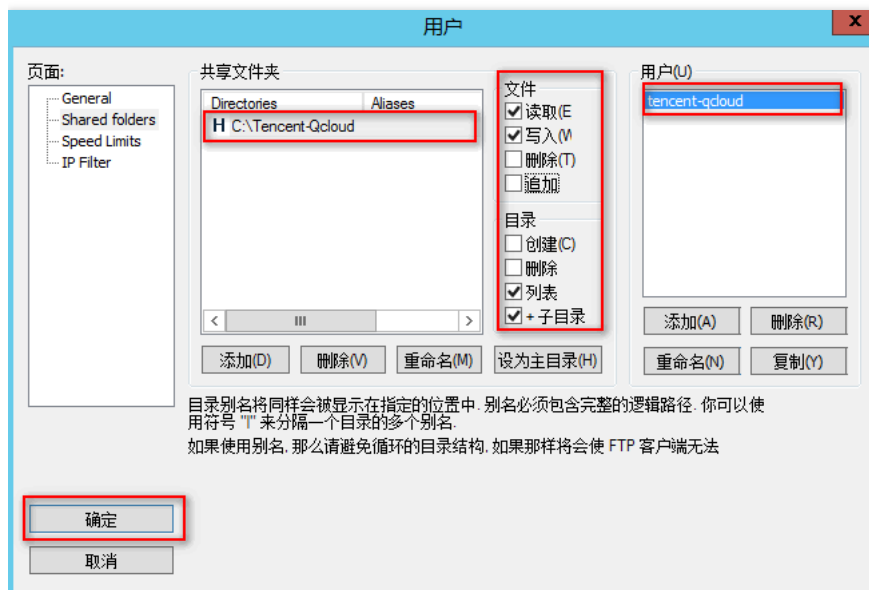 用户
x
页面:
General
Shared folders
Speed Limits
IP Filter
共享文件夹
Directories Aliases
H C:\Tencent-Qcloud
文件
读取(E
写入(W
删除(T)
追加
目录
创建(C)
删除
列表
+ 子目录
添加(D) 删除(V) 重命名(M) 设为主目录(H)
用户(U)
tencent-qcloud
添加(A) 删除(R)
重命名(N) 复制(Y)
目录别名将同样会被显示在指定的位置中. 别名必须包含完整的逻辑路径. 你可以使
用符号 "|" 来分隔一个目录的多个别名.
如果使用别名, 那么请避免循环的目录结构, 如果那样将会使 FTP 客户端无法
确定
取消